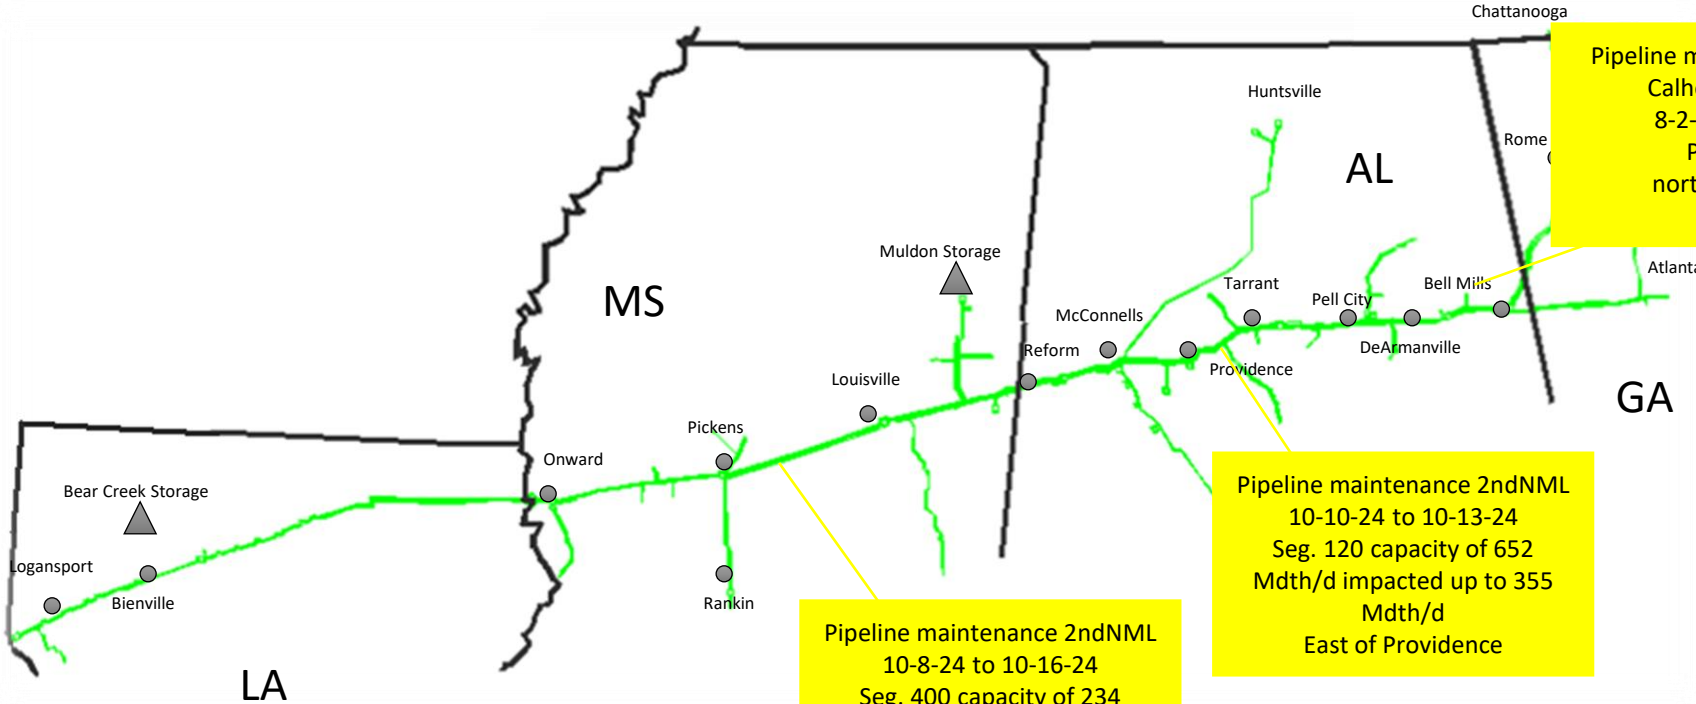 Chattanooga
Pipeline
8-2-
Huntsville
Rome
AL
Muldon Storage
Tarrant
Bell Mills
Pell City
MS
McConnells
Reform
DeArmanville
Providence
Louisville
GA
Pickens
Onward
Bear Creek Storage
Logansport
Bienville
Rankin
LA
Pipeline maintenance 2ndNML
10-10-24 to 10-13-24
Seg. 120 capacity of 652
Mdth/d impacted up to 355
Mdth/d
East of Providence
Pipeline maintenance 2ndNML
10-8-24 to 10-16-24
Seg. 400 capacity of 234